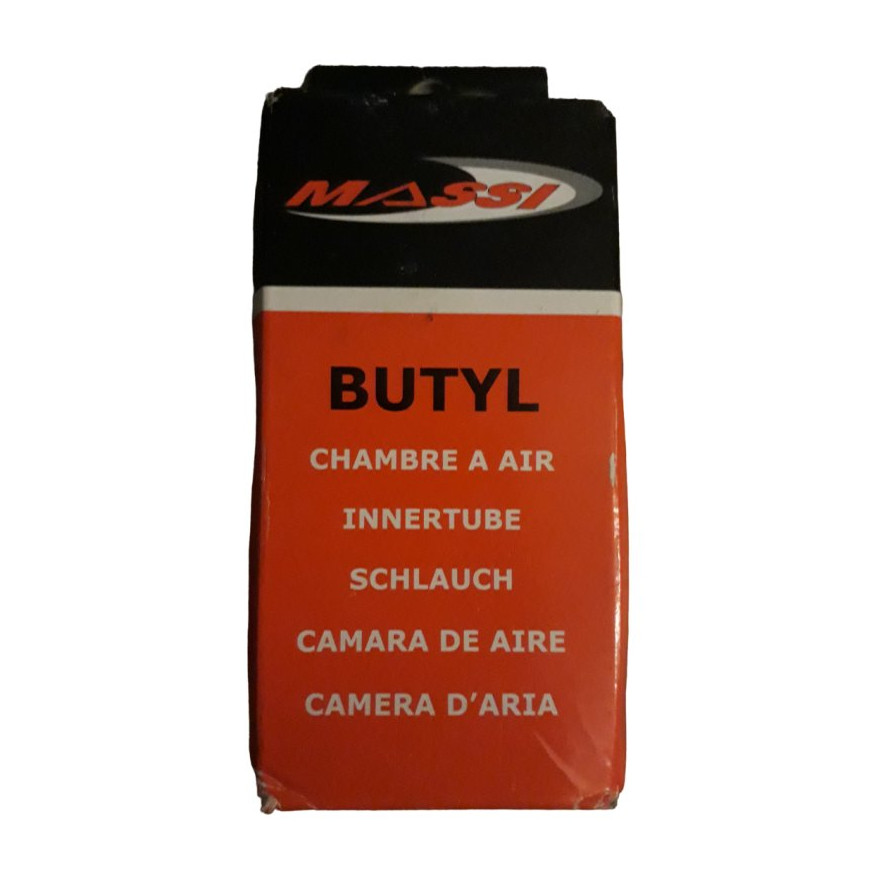 MASSI
BUTYL
CHAMBRE A AIR
INNERTUBE
SCHLAUCH
CAMARA DE AIRE
CAMERA D'ARIA